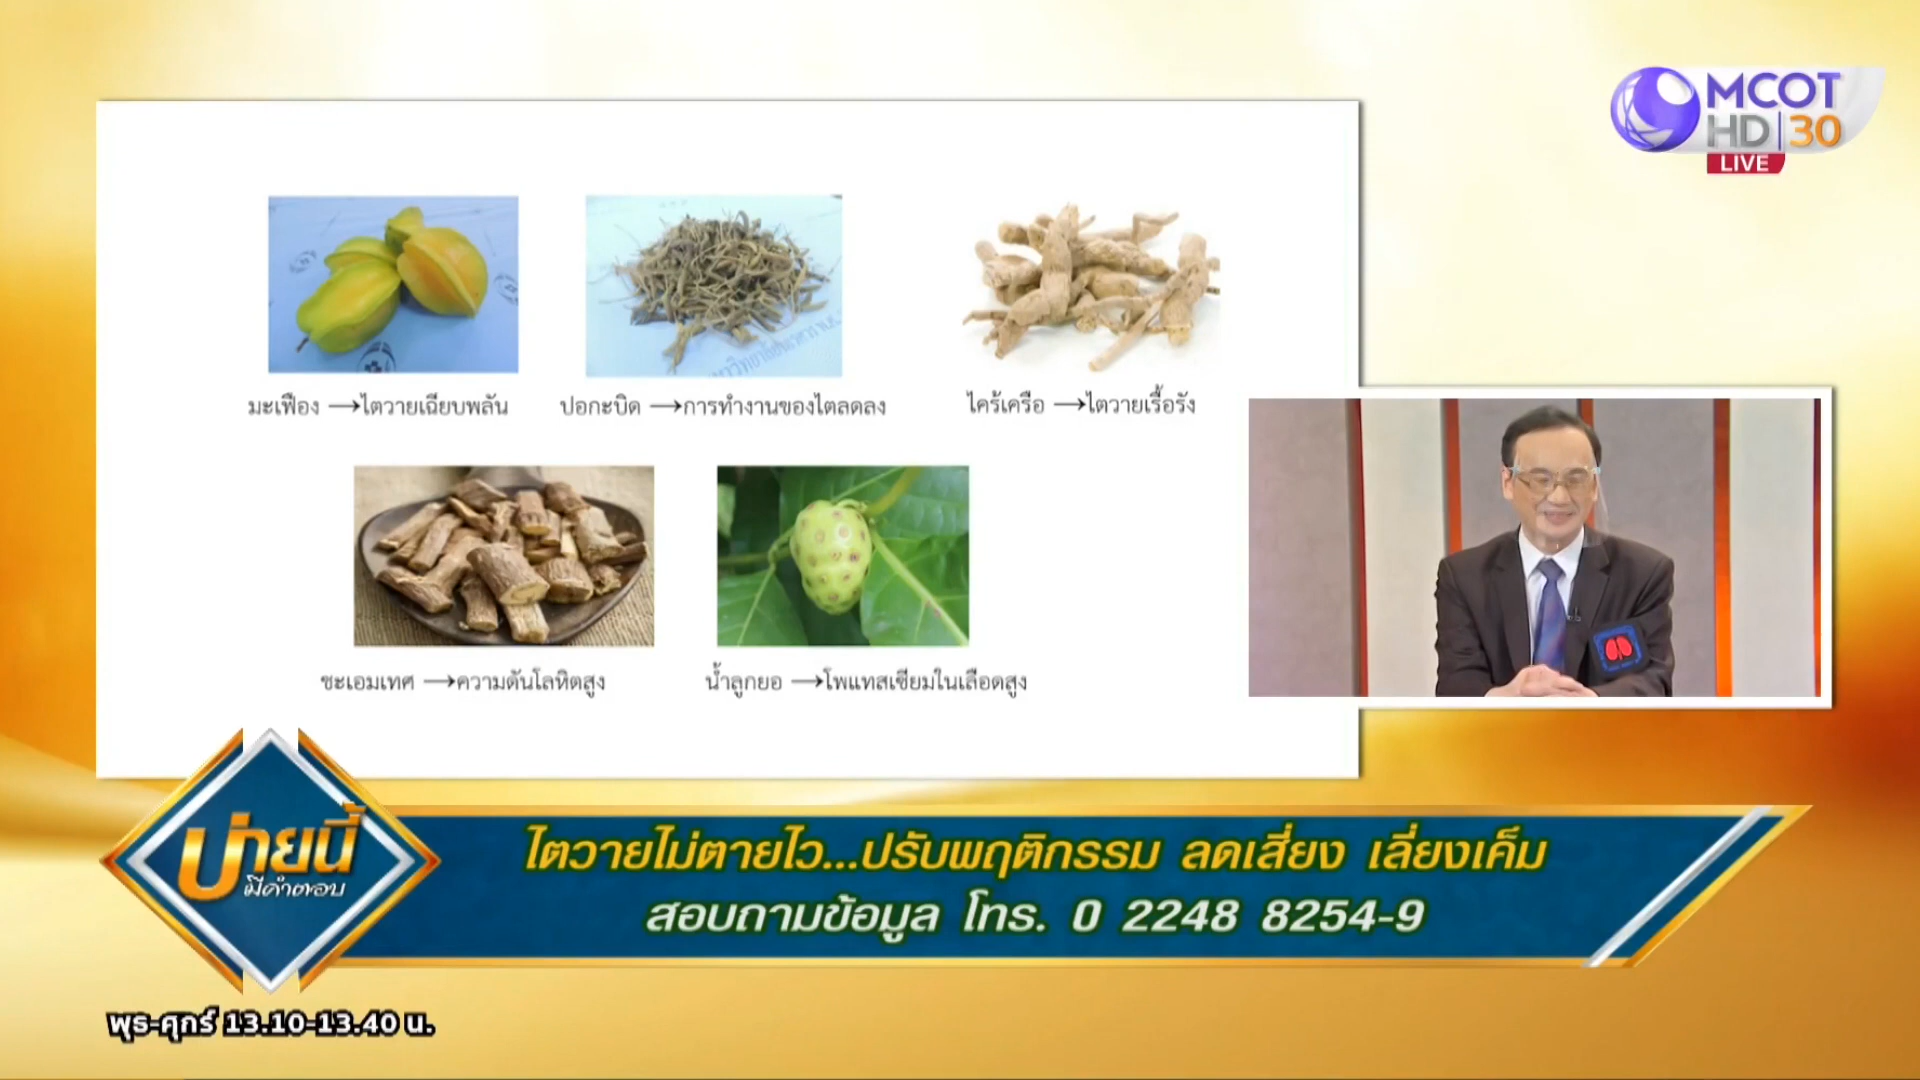 MCOT
HD 30
LIVE
มะเฟือง →ไตวายเฉียบพลัน
ปอกะบิด →การทำงานของไตลดลง
ไคร้เครือ →ไตวายเรื้อรัง
ชะเอมเทศ →ความดันโลหิตสูง
น้ำลูกยอ →โพแทสเซียมในเลือดสูง
บ่ายนี้
มีคำตอบ
ไตวายไม่ตายไว...ปรับพฤติกรรม ลดเสี่ยง เลี่ยงเค็ม
สอบถามข้อมูล โทร. 0 2248 8254-9
พุธ-ศุกร์ 13.10-13.40 น.